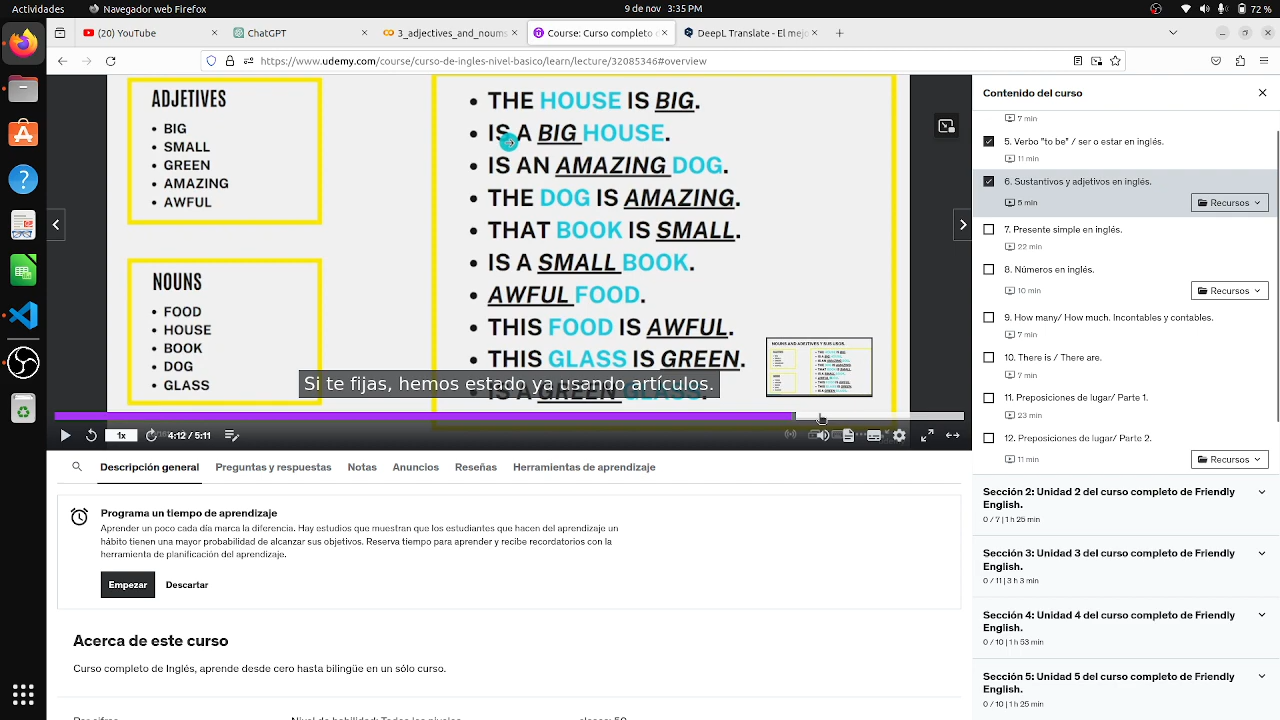 Actividades
Navegador web Firefox
9 de nov 3:35 PM
72 %
(20) YouTube
ChatGPT
3_adjectives_and_noums
Course: Curso completo
DeepL Translate - El mejo
https://www.udemy.com/course/curso-de-ingles-nivel-basico/learn/lecture/32085346#overview
ADJETIVES
BIG
SMALL
GREEN
AMAZING
AWFUL
NOUNS
FOOD
HOUSE
BOOK
DOG
GLASS
THE HOUSE IS BIG.
IS A BIG HOUSE.
IS AN AMAZING DOG.
THE DOG IS AMAZING.
THAT BOOK IS SMALL.
IS A SMALL BOOK.
AWFUL FOOD.
THIS FOOD IS AWFUL.
THIS GLASS IS GREEN.
IS A GREEN GLASS.
Si te fijas, hemos estado ya usando artículos.
1x
4:12 / 5:11
Contenido del curso
7 min
5. Verbo "to be" / ser o estar en inglés.
11 min
6. Sustantivos y adjetivos en inglés.
5 min
Recursos
7. Presente simple en inglés.
22 min
8. Números en inglés.
10 min
Recursos
9. How many/ How much. Incontables y contables.
7 min
10. There is / There are.
7 min
11. Preposiciones de lugar/ Parte 1.
23 min
12. Preposiciones de lugar/ Parte 2.
11 min
Recursos
Sección 2: Unidad 2 del curso completo de Friendly
English.
0 / 7 | 1 h 25 min
Sección 3: Unidad 3 del curso completo de Friendly
English.
0 / 11 | 3 h 3 min
Sección 4: Unidad 4 del curso completo de Friendly
English.
0 / 10 | 1 h 53 min
Sección 5: Unidad 5 del curso completo de Friendly
English.
0 / 10 | 1 h 25 min
Descripción general
Preguntas y respuestas
Notas
Anuncios
Reseñas
Herramientas de aprendizaje
Programa un tiempo de aprendizaje
Aprender un poco cada día marca la diferencia. Hay estudios que muestran que los estudiantes que hacen del aprendizaje un
hábito tienen una mayor probabilidad de alcanzar sus objetivos. Reserva tiempo para aprender y recibe recordatorios con la
herramienta de planificación del aprendizaje.
Empezar
Descartar
Acerca de este curso
Curso completo de Inglés, aprende desde cero hasta bilingüe en un sólo curso.